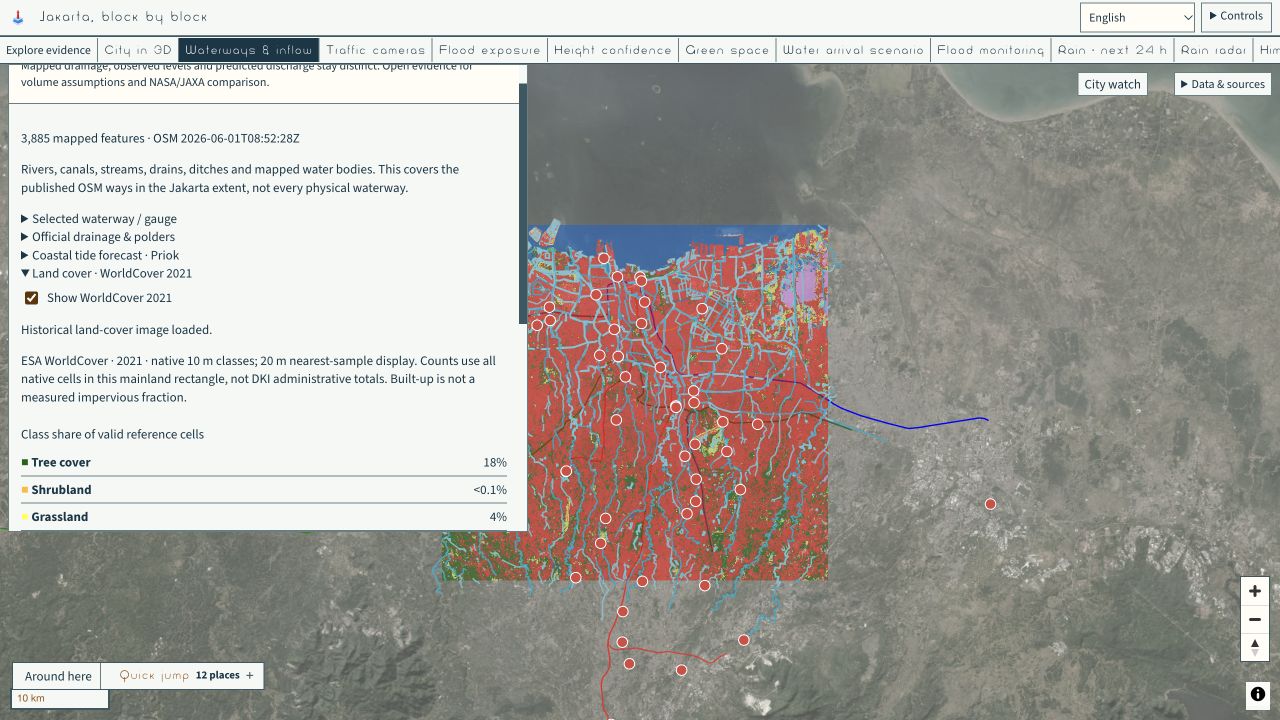 Jakarta, block by block
English
Controls
Explore evidence
City in 3D
Waterways & inflow
Traffic cameras
Flood exposure
Height confidence
Green space
Water arrival scenario
Flood monitoring
Rain · next 24 h
Rain radar
Mapped drainage, observed levels and predicted discharge stay distinct. Open evidence for
volume assumptions and NASA/JAXA comparison.
City watch
Data & sources
3,885 mapped features · OSM 2026-06-01T08:52:28Z
Rivers, canals, streams, drains, ditches and mapped water bodies. This covers the
published OSM ways in the Jakarta extent, not every physical waterway.
Selected waterway / gauge
Official drainage & polders
Coastal tide forecast · Priok
Land cover · WorldCover 2021
Show WorldCover 2021
Historical land-cover image loaded.
ESA WorldCover · 2021 · native 10 m classes; 20 m nearest-sample display. Counts use all
native cells in this mainland rectangle, not DKI administrative totals. Built-up is not a
measured impervious fraction.
Class share of valid reference cells
Tree cover 18%
Shrubland <0.1%
Grassland 4%
Around here
Quick jump 12 places +
10 km